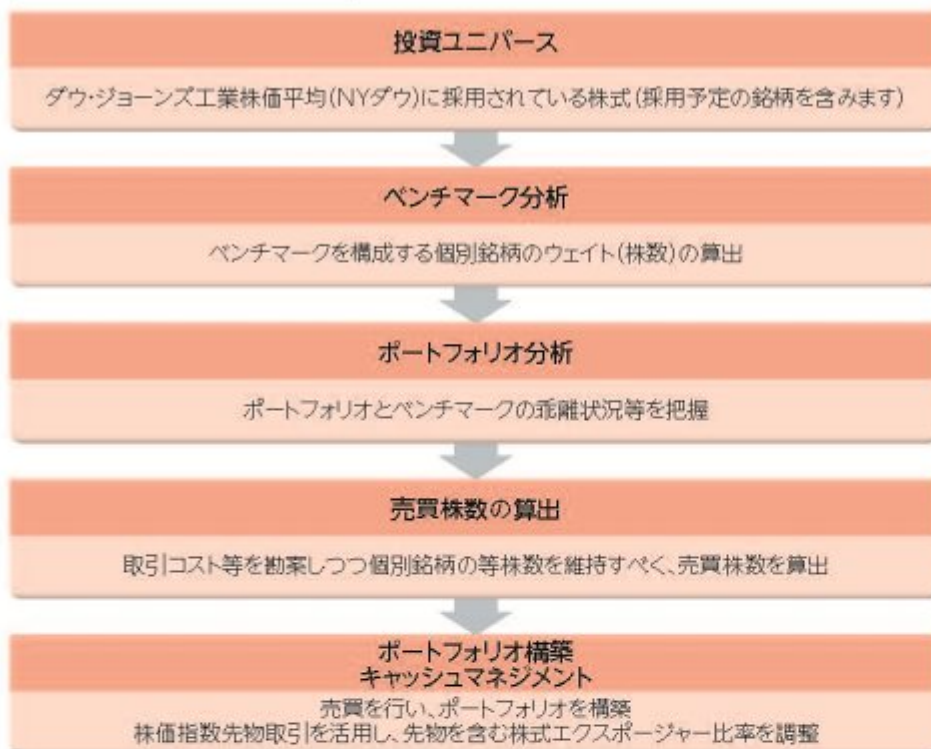 投資ユニバース
ダウ・ジョーンズ工業株価平均(NYダウ)に採用されている株式(採用予定の銘柄を含みます)
ベンチマーク分析
ベンチマークを構成する個別銘柄のウェイト(株数)の算出
ポートフォリオ分析
ポートフォリオとベンチマークの乖離状況等を把握
売買株数の算出
取引コスト等を勘案しつつ個別銘柄の等株数を維持すべく、売買株数を算出
ポートフォリオ構築
キャッシュマネジメント
売買を行い、ポートフォリオを構築
株価指数先物取引を活用し、先物を含む株式エクスポージャー比率を調整